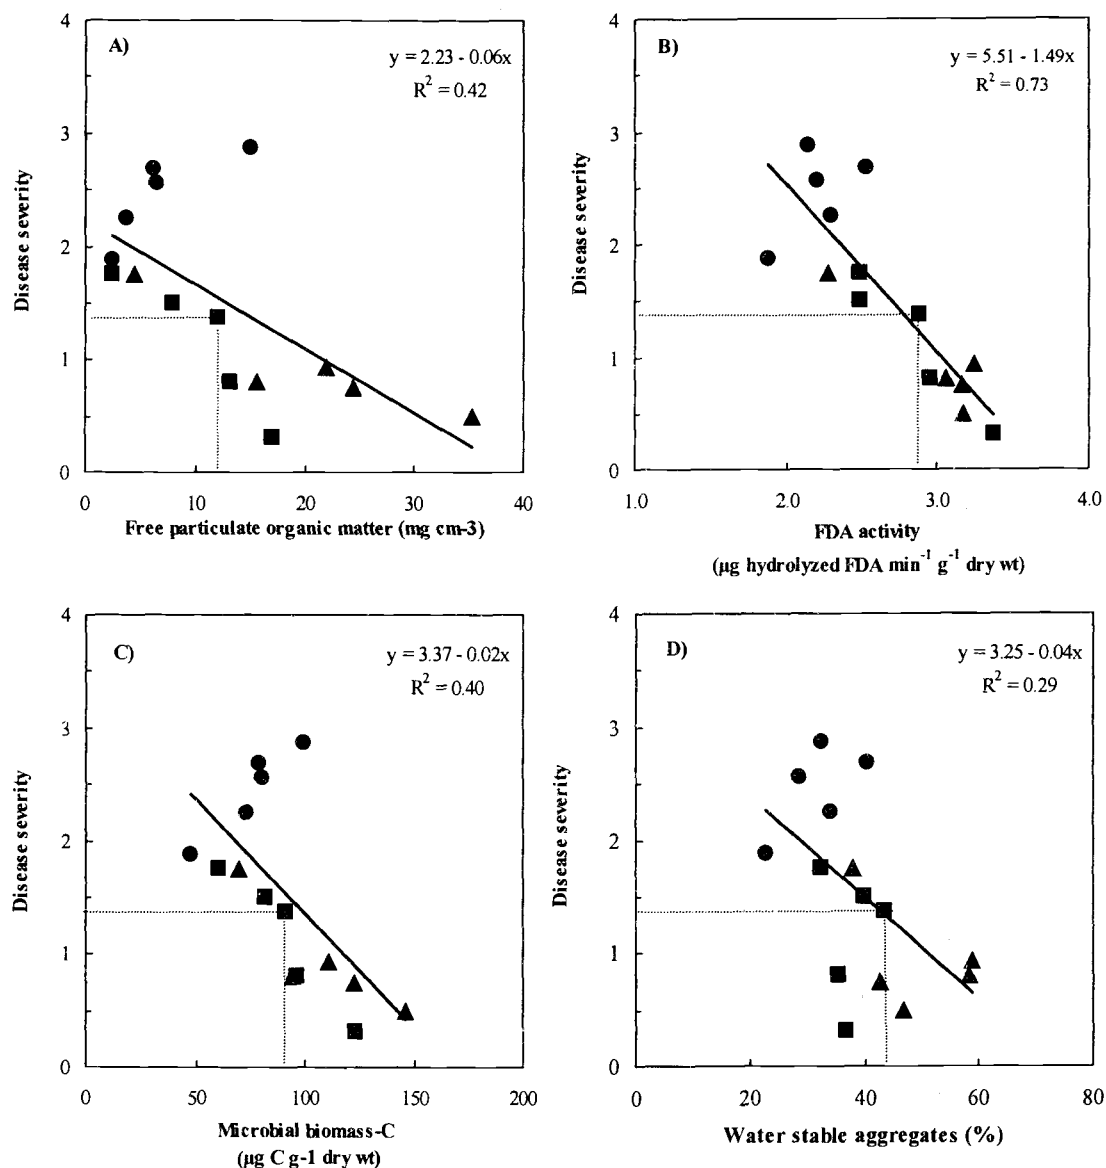 A)
y = 2.23 - 0.06x
R² = 0.42
Disease severity
4
3
2
1
0
0 10 20 30 40
Free particulate organic matter (mg cm-3)
B)
y = 5.51 - 1.49x
R² = 0.73
Disease severity
4
3
2
1
0
1.0 2.0 3.0 4.0
FDA activity
(µg hydrolyzed FDA min⁻¹ g⁻¹ dry wt)
C)
y = 3.37 - 0.02x
R² = 0.40
Disease severity
4
3
2
1
0
0 50 100 150 200
Microbial biomass-C
(µg C g-1 dry wt)
D)
y = 3.25 - 0.04x
R² = 0.29
Disease severity
4
3
2
1
0
0 20 40 60 80
Water stable aggregates (%)